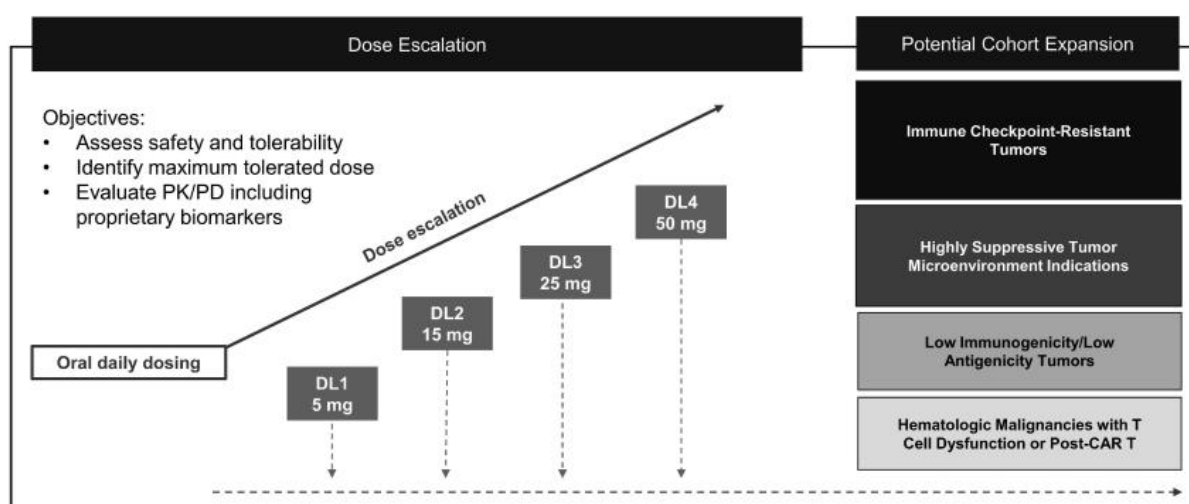 Dose Escalation
Potential Cohort Expansion
Objectives:
• Assess safety and tolerability
• Identify maximum tolerated dose
• Evaluate PK/PD including
proprietary biomarkers
Dose escalation
Oral daily dosing
DL1
5 mg
DL2
15 mg
DL3
25 mg
DL4
50 mg
Immune Checkpoint-Resistant
Tumors
Highly Suppressive Tumor
Microenvironment Indications
Low Immunogenicity/Low
Antigenicity Tumors
Hematologic Malignancies with T
Cell Dysfunction or Post-CAR T